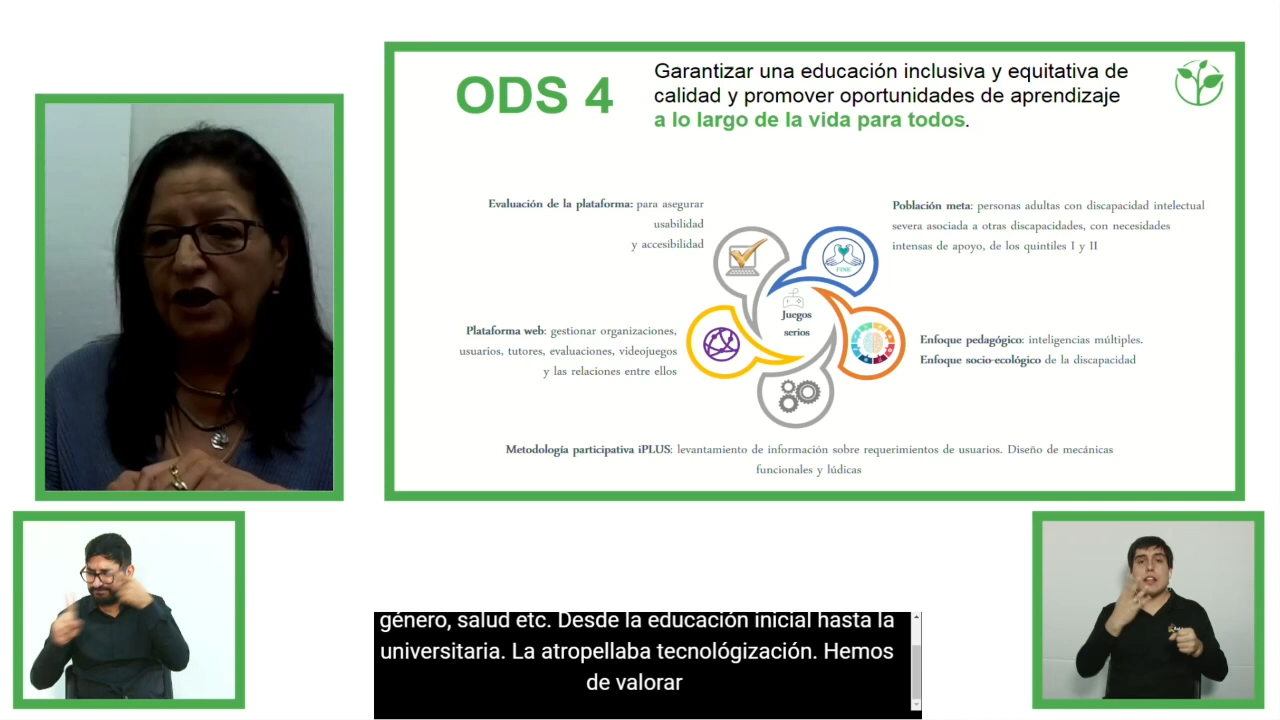 ODS 4
Garantizar una educación inclusiva y equitativa de
calidad y promover oportunidades de aprendizaje
a lo largo de la vida para todos.
Evaluación de la plataforma: para asegurar
usabilidad
y accesibilidad
Población meta: personas adultas con discapacidad intelectual
severa asociada a otras discapacidades, con necesidades
intensas de apoyo, de los quintiles I y II
FINE
Juegos
serios
Plataforma web: gestionar organizaciones,
usuarios, tutores, evaluaciones, videojuegos
y las relaciones entre ellos
Enfoque pedagógico: inteligencias múltiples.
Enfoque socio-ecológico de la discapacidad
Metodología participativa iPLUS: levantamiento de información sobre requerimientos de usuarios. Diseño de mecánicas
funcionales y lúdicas
género, salud etc. Desde la educación inicial hasta la
universitaria. La atropellaba tecnológización. Hemos
de valorar